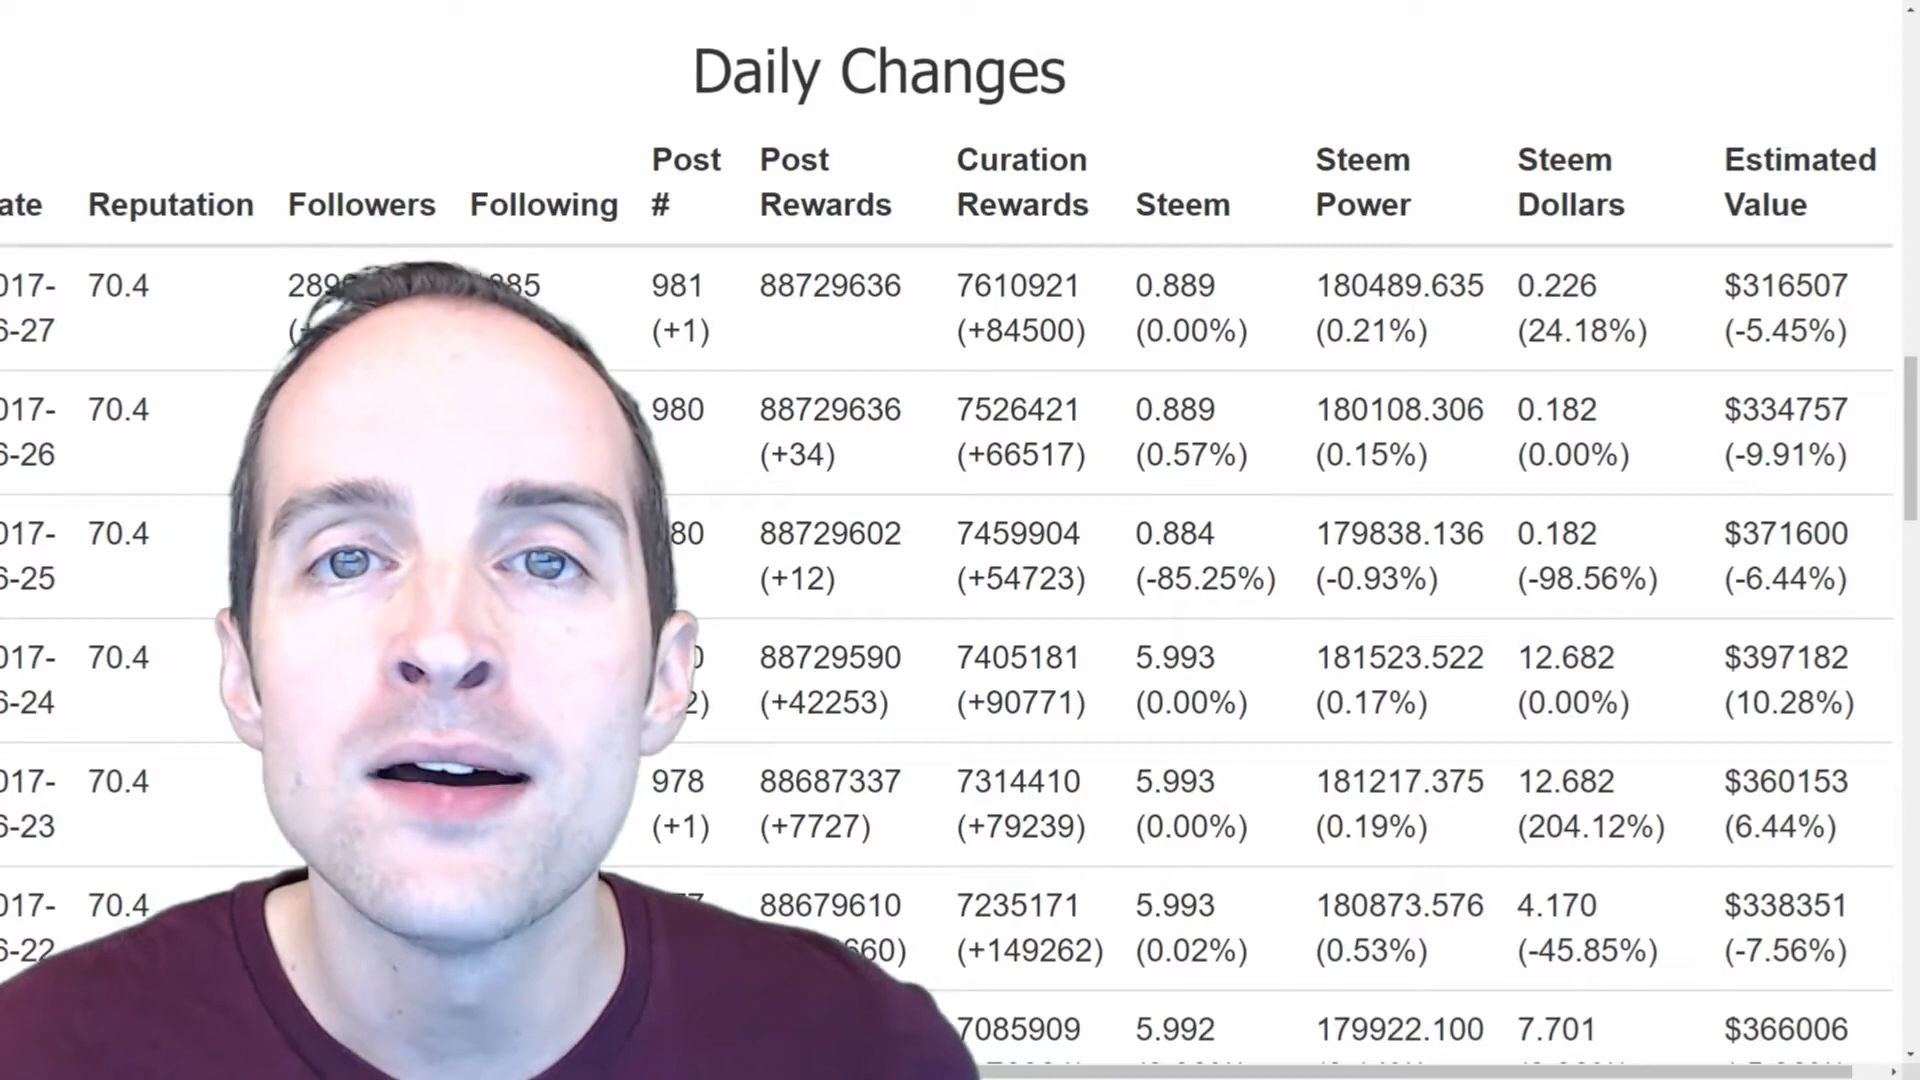 Daily Changes
Post Post Curation Steem Steem Estimated
ate Reputation Followers Following # Rewards Rewards Steem Power Dollars Value
017- 70.4 981 88729636 7610921 0.889 180489.635 0.226 $316507
6-27 (+1) (+84500) (0.00%) (0.21%) (24.18%) (-5.45%)
017- 70.4 980 88729636 7526421 0.889 180108.306 0.182 $334757
6-26 (+34) (+66517) (0.57%) (0.15%) (0.00%) (-9.91%)
017- 70.4 88729602 7459904 0.884 179838.136 0.182 $371600
6-25 (+12) (+54723) (-85.25%) (-0.93%) (-98.56%) (-6.44%)
017- 70.4 88729590 7405181 5.993 181523.522 12.682 $397182
6-24 (+42253) (+90771) (0.00%) (0.17%) (0.00%) (10.28%)
017- 70.4 978 88687337 7314410 5.993 181217.375 12.682 $360153
6-23 (+1) (+7727) (+79239) (0.00%) (0.19%) (204.12%) (6.44%)
017- 70.4 88679610 7235171 5.993 180873.576 4.170 $338351
6-22 (+149262) (0.02%) (0.53%) (-45.85%) (-7.56%)
7085909 5.992 179922.100 7.701 $366006